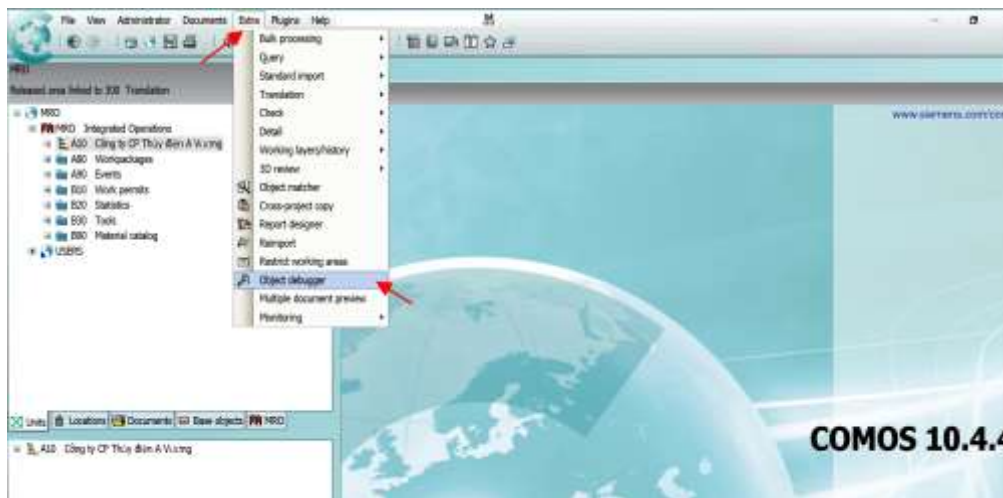 File View Administrator Documents Extra Plugins Help
MRO
Released area linked to 300 Translation
MRO
MRO Integrated Operations
A10 Công ty CP Thủy điện A Vương
A80 Workpackages
A90 Events
B10 Work permits
B20 Statistics
B30 Tools
B80 Material catalog
USERS
Bulk processing
Query
Standard import
Translation
Check
Detail
Working layers/history
3D review
Object matcher
Cross-project copy
Report designer
Reimport
Restrict working areas
Object debugger
Multiple document preview
Monitoring
www.siemens.com/co
Units Locations Documents Base objects MRO
A10 Công ty CP Thủy điện A Vương
COMOS 10.4.4